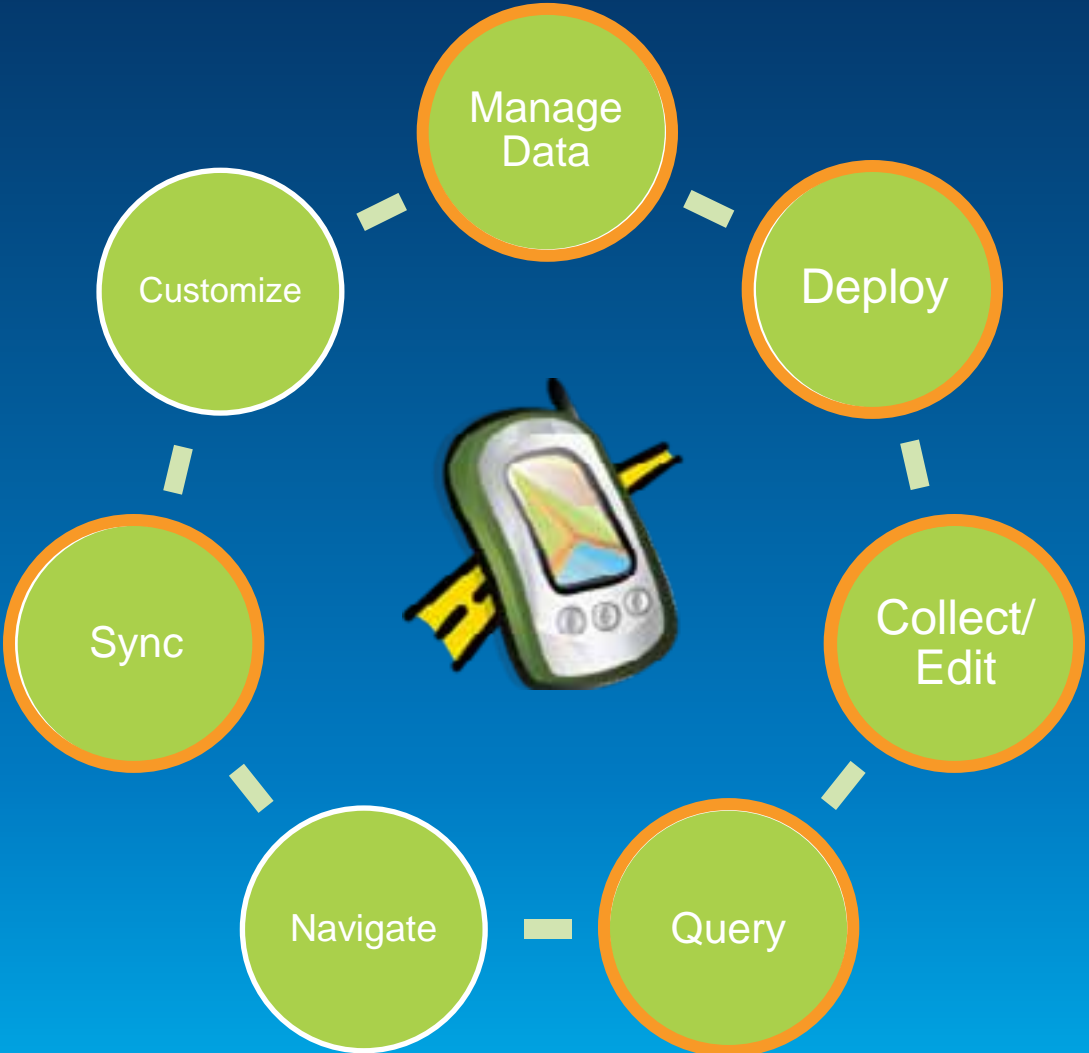 Manage
Data
Deploy
Collect/
Edit
Query
Navigate
Sync
Customize